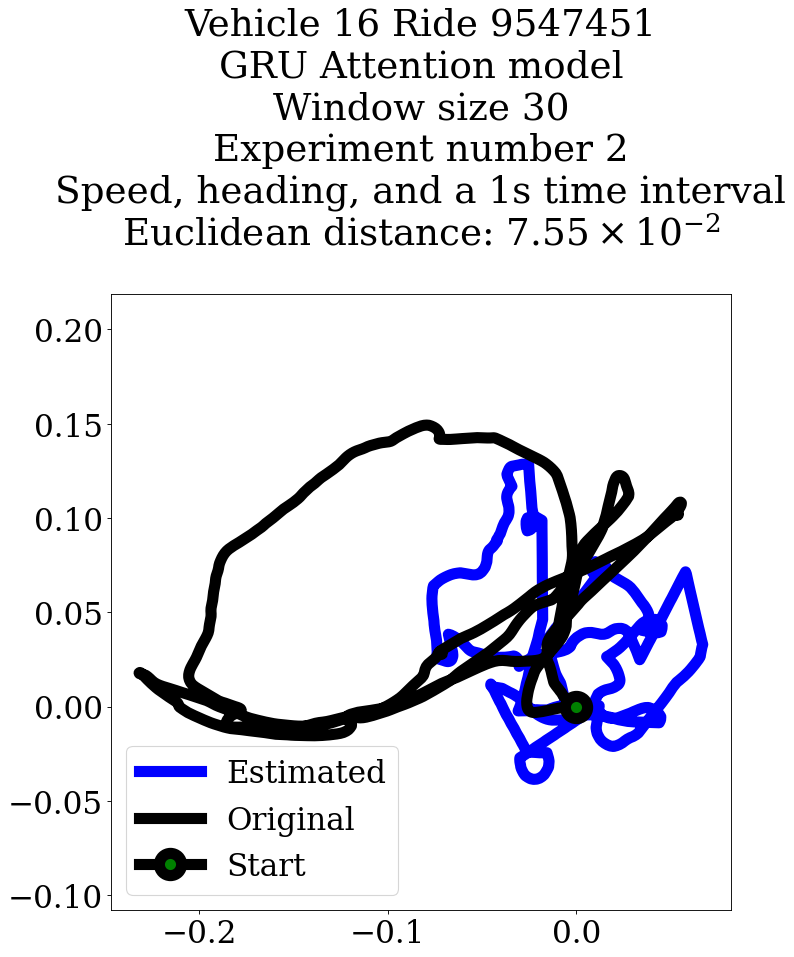 Vehicle 16 Ride 9547451
GRU Attention model
Window size 30
Experiment number 2
Speed, heading, and a 1s time interval
Euclidean distance: 7.55 × 10⁻²
0.20
0.15
0.10
0.05
0.00
−0.05
−0.10
Estimated
Original
Start
−0.2
−0.1
0.0